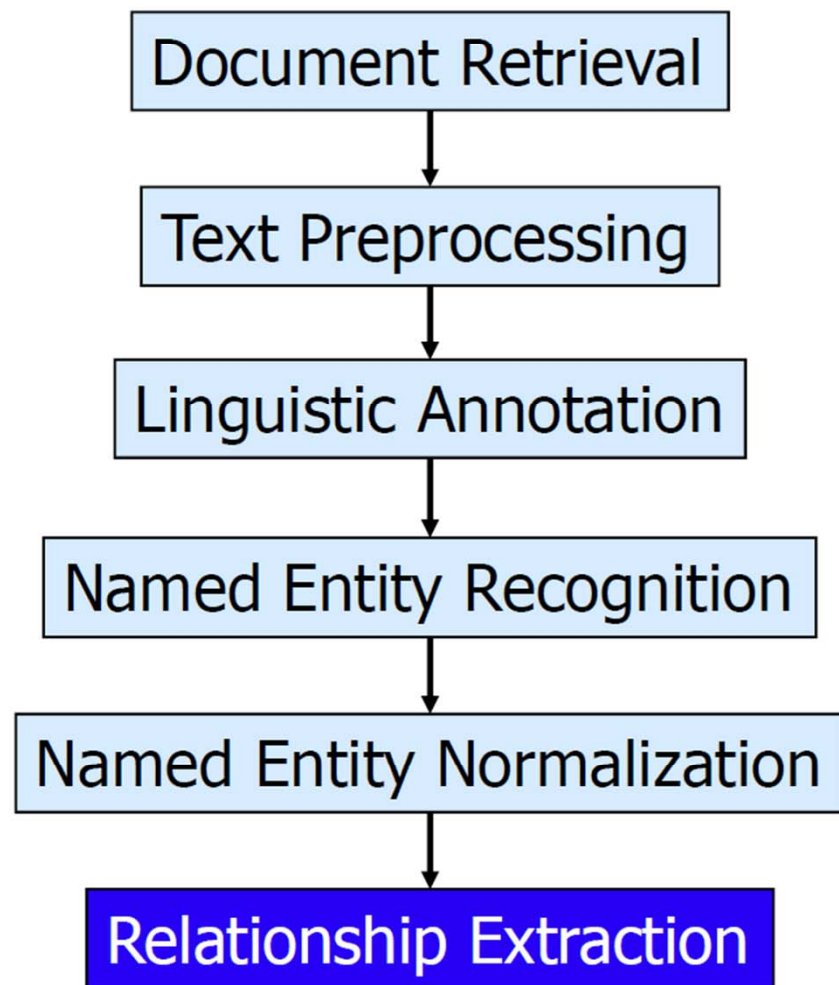 Document Retrieval
Text Preprocessing
Linguistic Annotation
Named Entity Recognition
Named Entity Normalization
Relationship Extraction